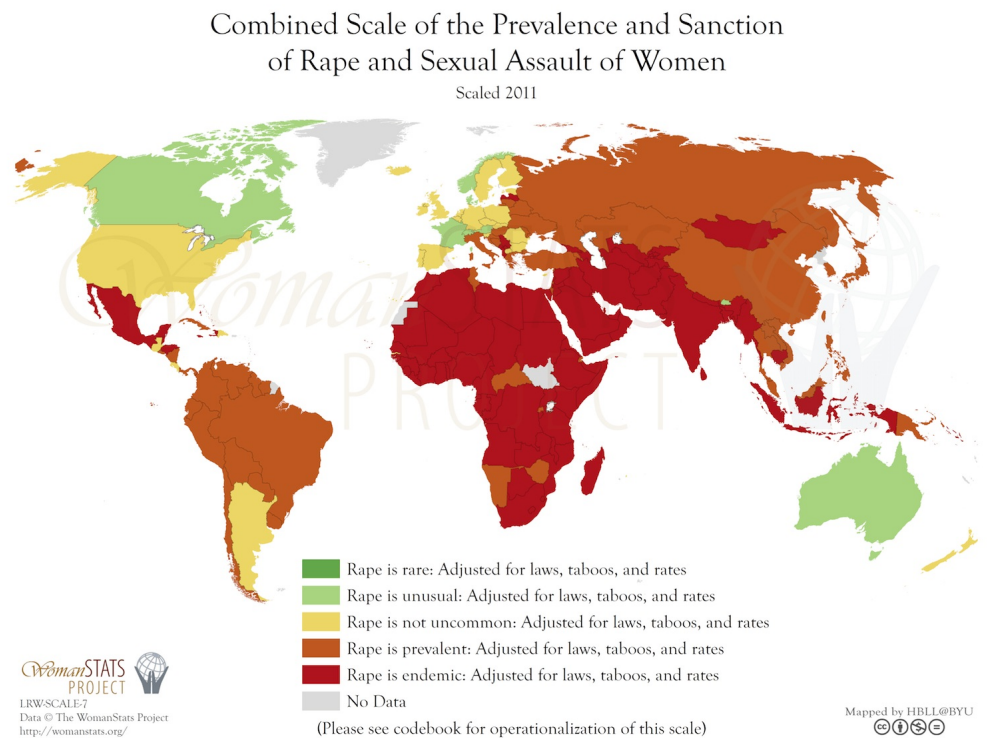 Combined Scale of the Prevalence and Sanction
of Rape and Sexual Assault of Women
Scaled 2011
WomanSTATS
PROJECT
Rape is rare: Adjusted for laws, taboos, and rates
Rape is unusual: Adjusted for laws, taboos, and rates
Rape is not uncommon: Adjusted for laws, taboos, and rates
Rape is prevalent: Adjusted for laws, taboos, and rates
Rape is endemic: Adjusted for laws, taboos, and rates
No Data
(Please see codebook for operationalization of this scale)
WomanSTATS
PROJECT
LRW-SCALE-7
Data © The WomanStats Project
http://womanstats.org/
Mapped by HBLL@BYU
cc